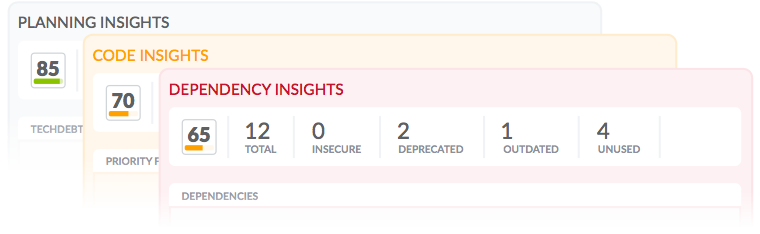 PLANNING INSIGHTS
85
TECHDEBT
CODE INSIGHTS
70
PRIORITY F
DEPENDENCY INSIGHTS
65 12 0 2 1 4
TOTAL INSECURE DEPRECATED OUTDATED UNUSED
DEPENDENCIES